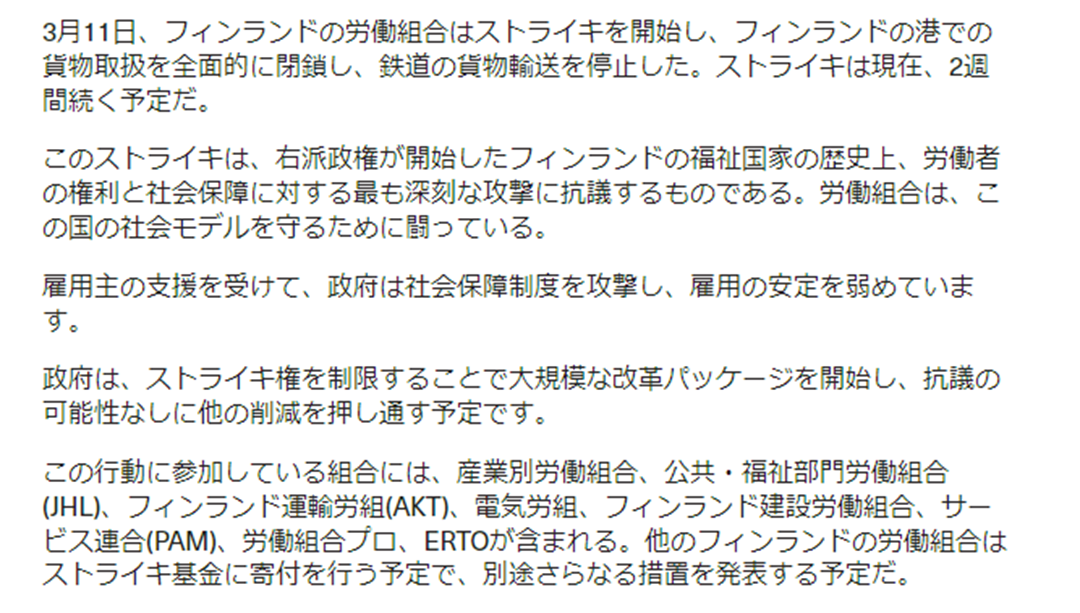 3月11日、フィンランドの労働組合はストライキを開始し、フィンランドの港での
貨物取扱を全面的に閉鎖し、鉄道の貨物輸送を停止した。ストライキは現在、2週
間続く予定だ。
このストライキは、右派政権が開始したフィンランドの福祉国家の歴史上、労働者
の権利と社会保障に対する最も深刻な攻撃に抗議するものである。労働組合は、こ
の国の社会モデルを守るために闘っている。
雇用主の支援を受けて、政府は社会保障制度を攻撃し、雇用の安定を弱めていま
す。
政府は、ストライキ権を制限することで大規模な改革パッケージを開始し、抗議の
可能性なしに他の削減を押し通す予定です。
この行動に参加している組合には、産業別労働組合、公共・福祉部門労働組合
(JHL)、フィンランド運輸労組(AKT)、電気労組、フィンランド建設労働組合、サー
ビス連合(PAM)、労働組合プロ、ERTOが含まれる。他のフィンランドの労働組合は
ストライキ基金に寄付を行う予定で、別途さらなる措置を発表する予定だ。